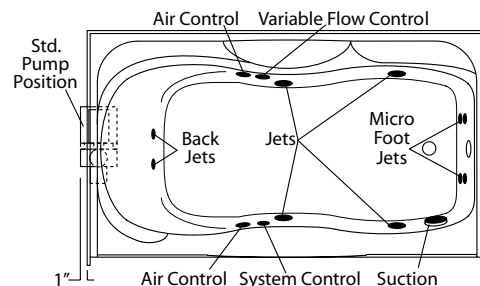 Air Control
Variable Flow Control
Std.
Pump
Position
Back
Jets
Jets
Micro
Foot
Jets
1”
Air Control
System Control
Suction